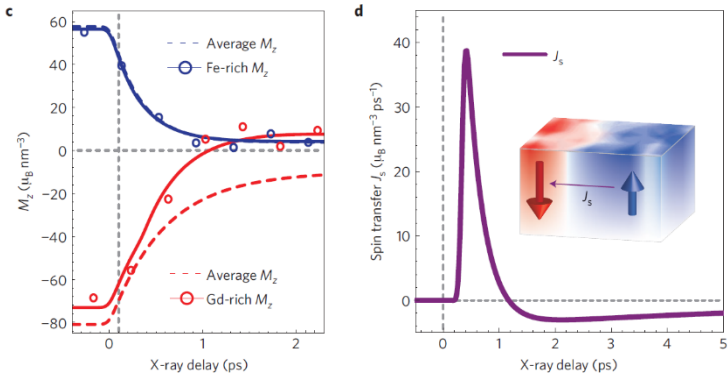 c
60
40
20
0
−20
−40
−60
−80
M_z (μ_B nm⁻³)
Average M_z
Fe-rich M_z
Average M_z
Gd-rich M_z
0
1
2
X-ray delay (ps)
d
40
30
20
10
0
Spin transfer J_s (μ_B nm⁻³ ps⁻¹)
J_s
J_s
0
1
2
3
4
5
X-ray delay (ps)